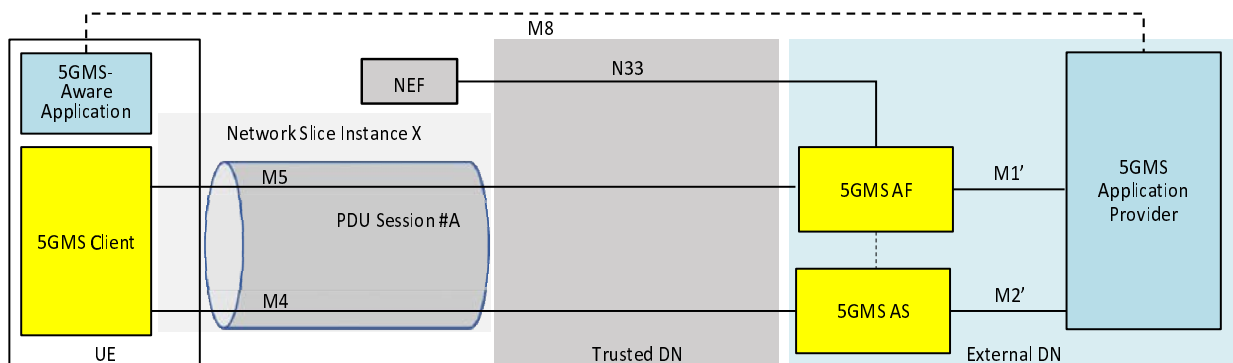 M8
5GMS-
Aware
Application
NEF
N33
Network Slice Instance X
M5
5GMS AF
M1’
5GMS
Application
Provider
PDU Session #A
5GMS Client
M4
5GMS AS
M2’
UE
Trusted DN
External DN